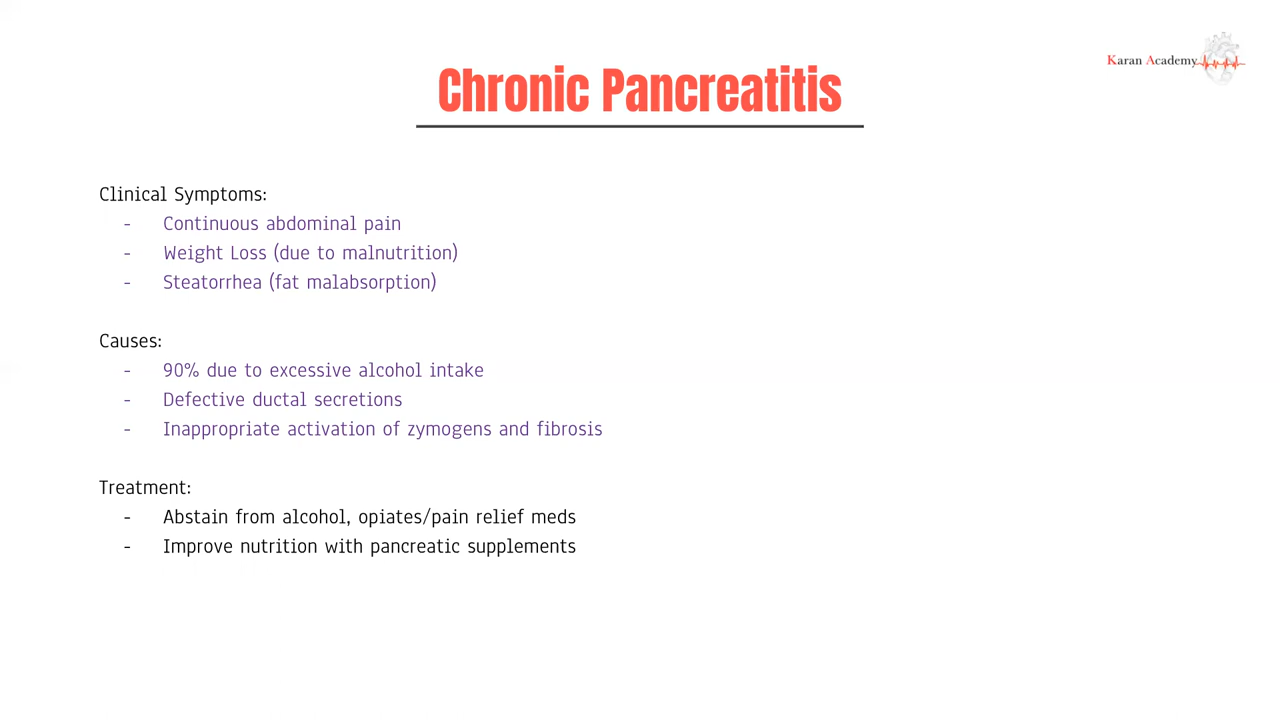 Karan Academy
Chronic Pancreatitis
Clinical Symptoms:
- Continuous abdominal pain
- Weight Loss (due to malnutrition)
- Steatorrhea (fat malabsorption)
Causes:
- 90% due to excessive alcohol intake
- Defective ductal secretions
- Inappropriate activation of zymogens and fibrosis
Treatment:
- Abstain from alcohol, opiates/pain relief meds
- Improve nutrition with pancreatic supplements